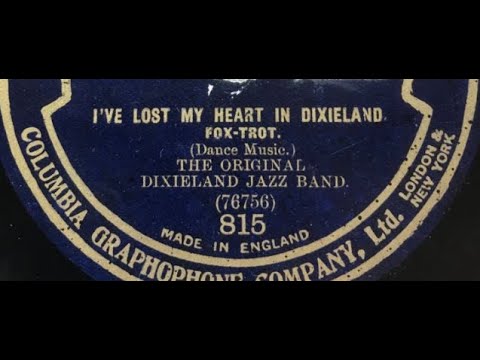 I'VE LOST MY HEART IN DIXIELAND.
FOX-TROT.
(Dance Music.)
THE ORIGINAL
DIXIELAND JAZZ BAND.
(76756)
815
MADE IN ENGLAND
COLUMBIA GRAPHOPHONE COMPANY, Ltd.
LONDON &
NEW YORK